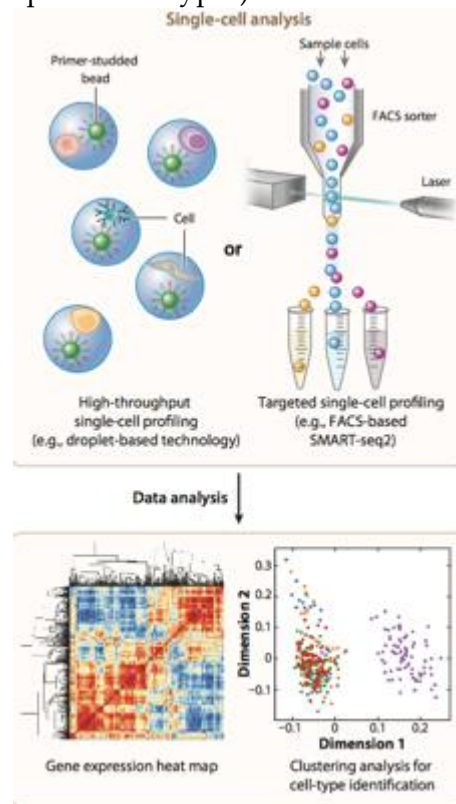 Single-cell analysis
Primer-studded
bead
Cell
High-throughput
single-cell profiling
(e.g., droplet-based technology)
or
Sample cells
FACS sorter
Laser
Targeted single-cell profiling
(e.g., FACS-based
SMART-seq2)
Data analysis
Gene expression heat map
Dimension 2
0.3
0.2
0.1
0
−0.1
−0.1
0
0.1
0.2
Dimension 1
Clustering analysis for
cell-type identification